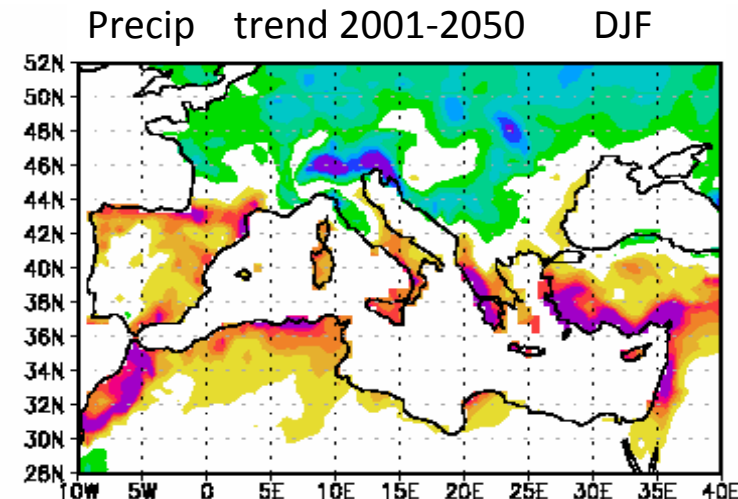 Precip trend 2001-2050 DJF
52N
50N
48N
46N
44N
42N
40N
38N
36N
34N
32N
30N
28N
10W 5W 0 5E 10E 15E 20E 25E 30E 35E 40E